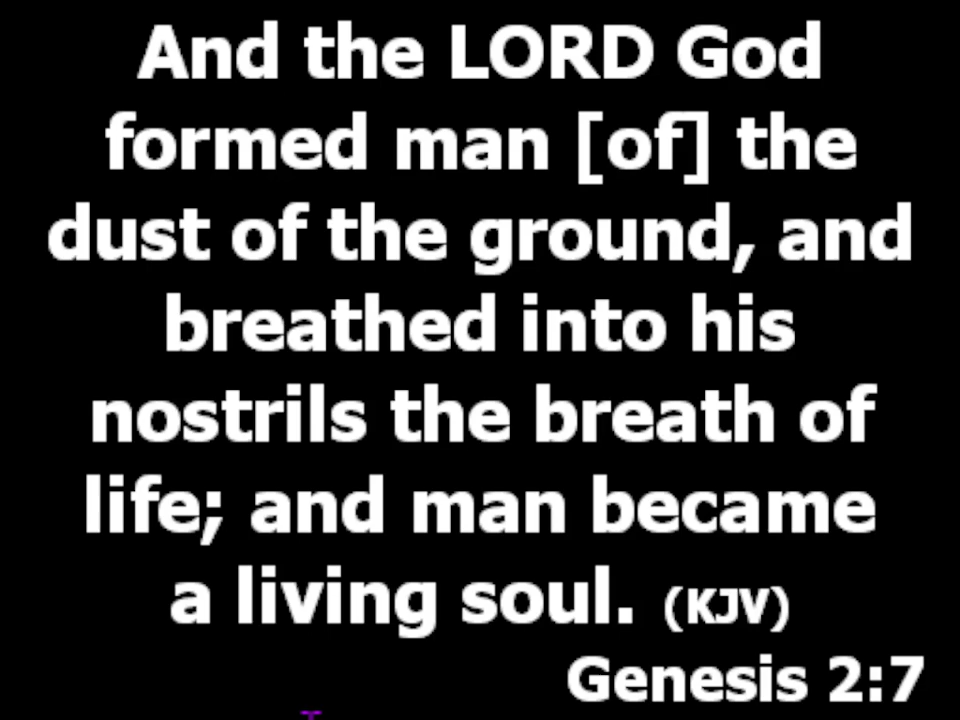 And the LORD God
formed man [of] the
dust of the ground, and
breathed into his
nostrils the breath of
life; and man became
a living soul. (KJV)
Genesis 2:7